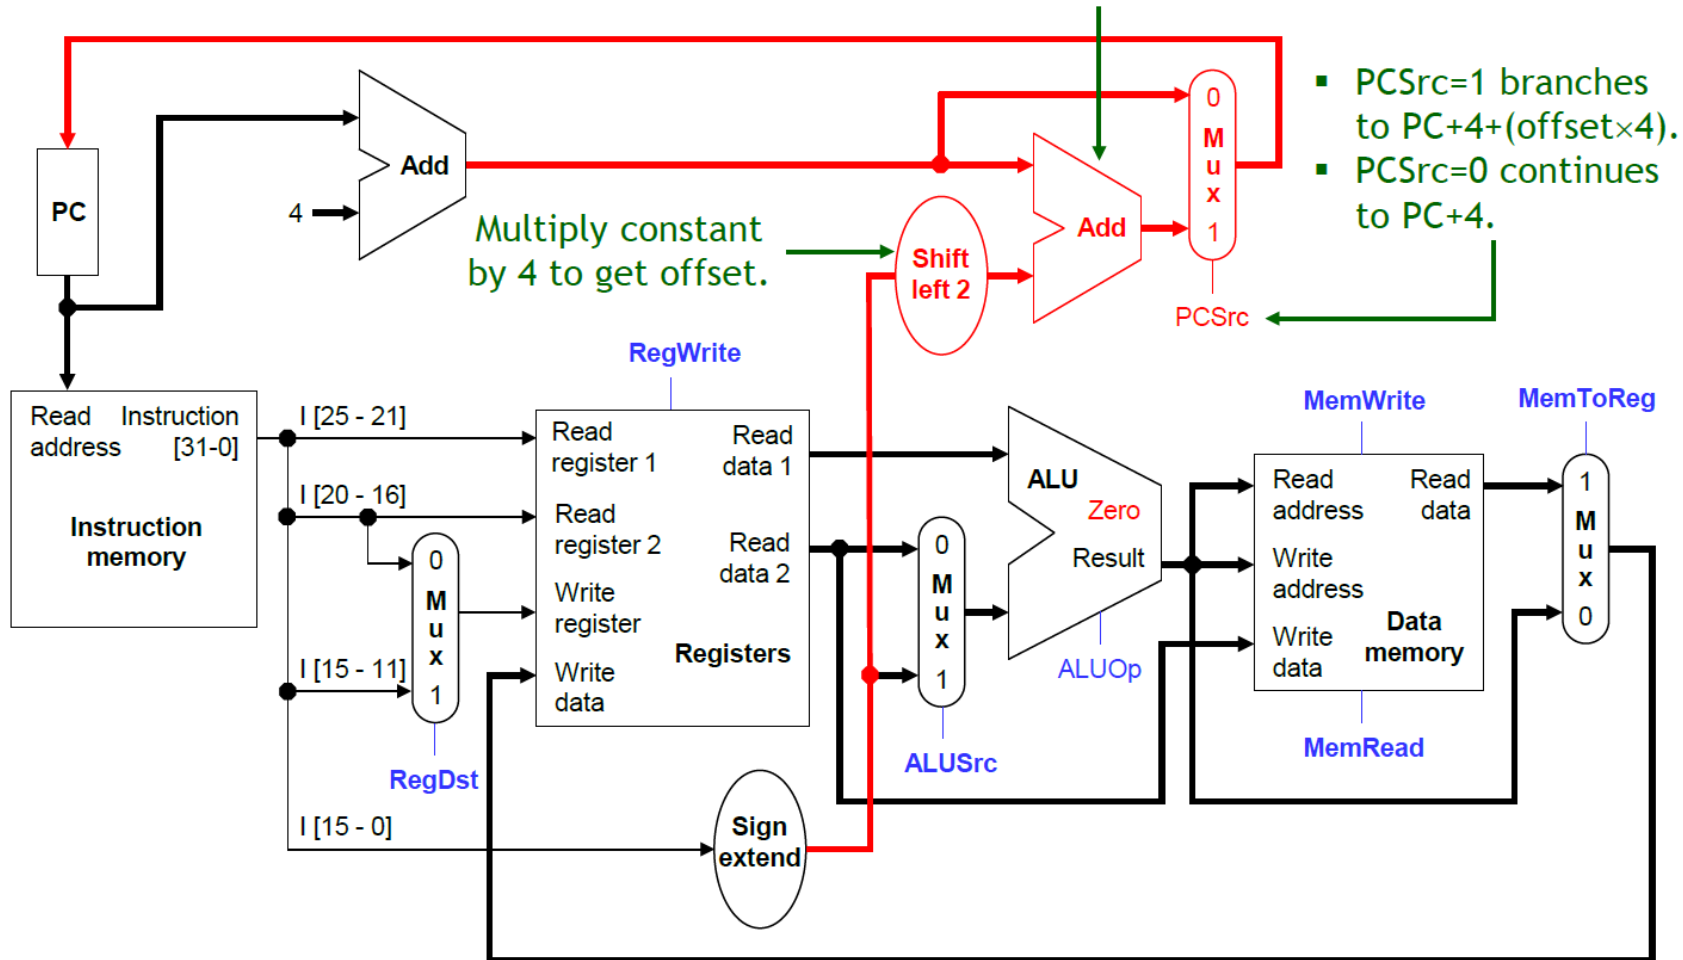 ▪ PCSrc=1 branches
to PC+4+(offset×4).
▪ PCSrc=0 continues
to PC+4.
0
M
u
x
1
PCSrc
Add
4
PC
Add
Multiply constant
by 4 to get offset.
Shift
left 2
RegWrite
MemWrite
MemToReg
Read address
Instruction [31-0]
Instruction
memory
I [25 - 21]
I [20 - 16]
I [15 - 11]
I [15 - 0]
0
M
u
x
1
RegDst
Read
register 1
Read
data 1
Read
register 2
Read
data 2
Write
register
Write
data
Registers
Sign
extend
0
M
u
x
1
ALUSrc
ALU
Zero
Result
ALUOp
Read
address
Read
data
Write
address
Write
data
Data
memory
MemRead
1
M
u
x
0